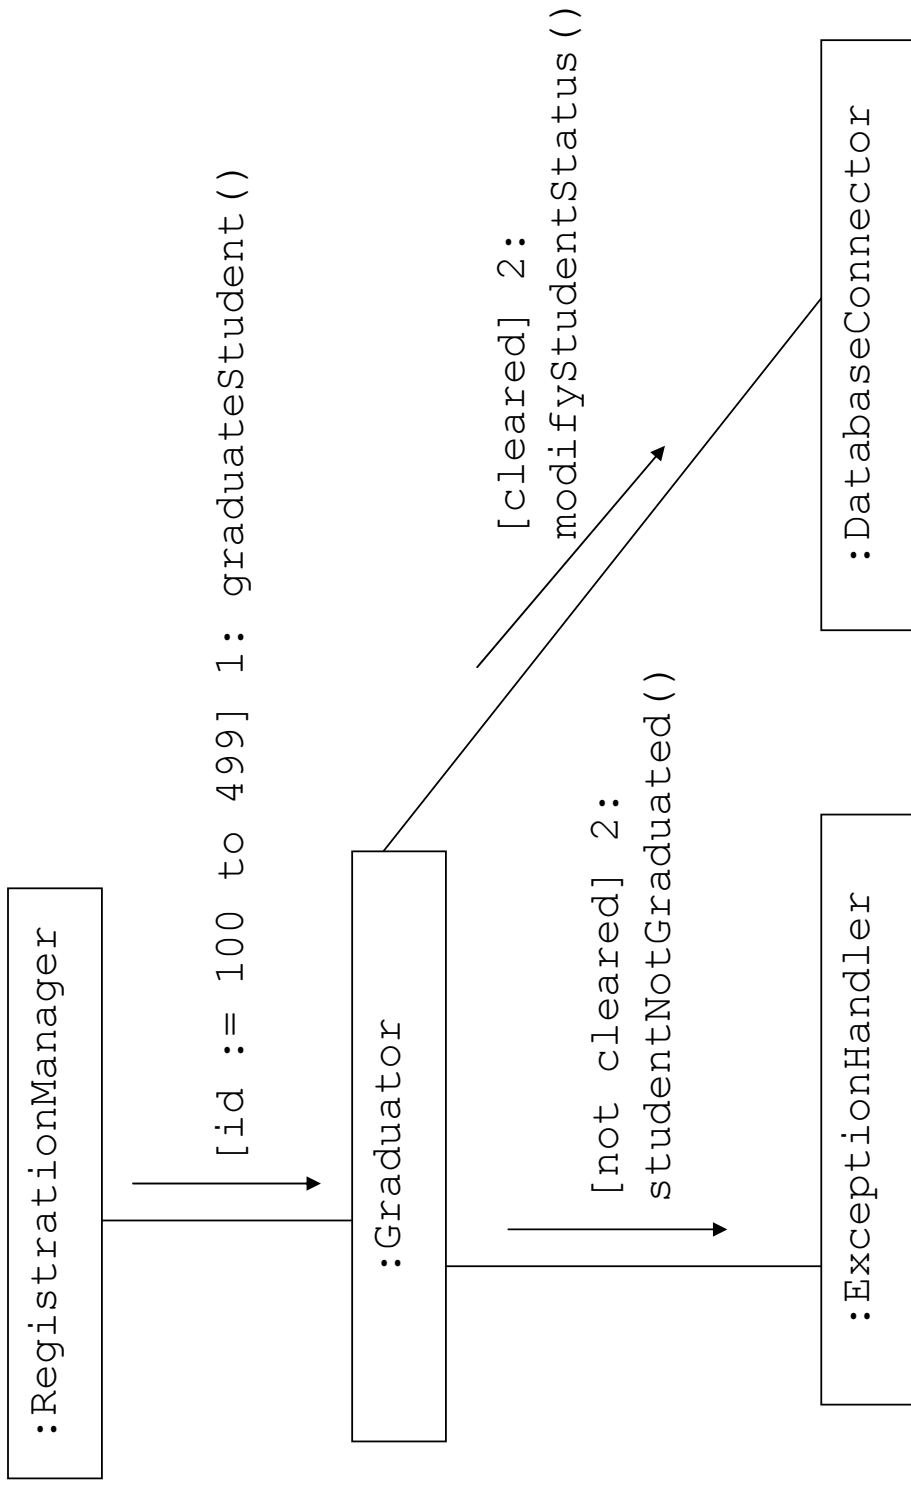 :RegistrationManager
[id := 100 to 499] 1: graduateStudent()
:Graduator
[cleared] 2:
modifyStudentStatus()
[not cleared] 2:
studentNotGraduated()
:ExceptionHandler
:DatabaseConnector